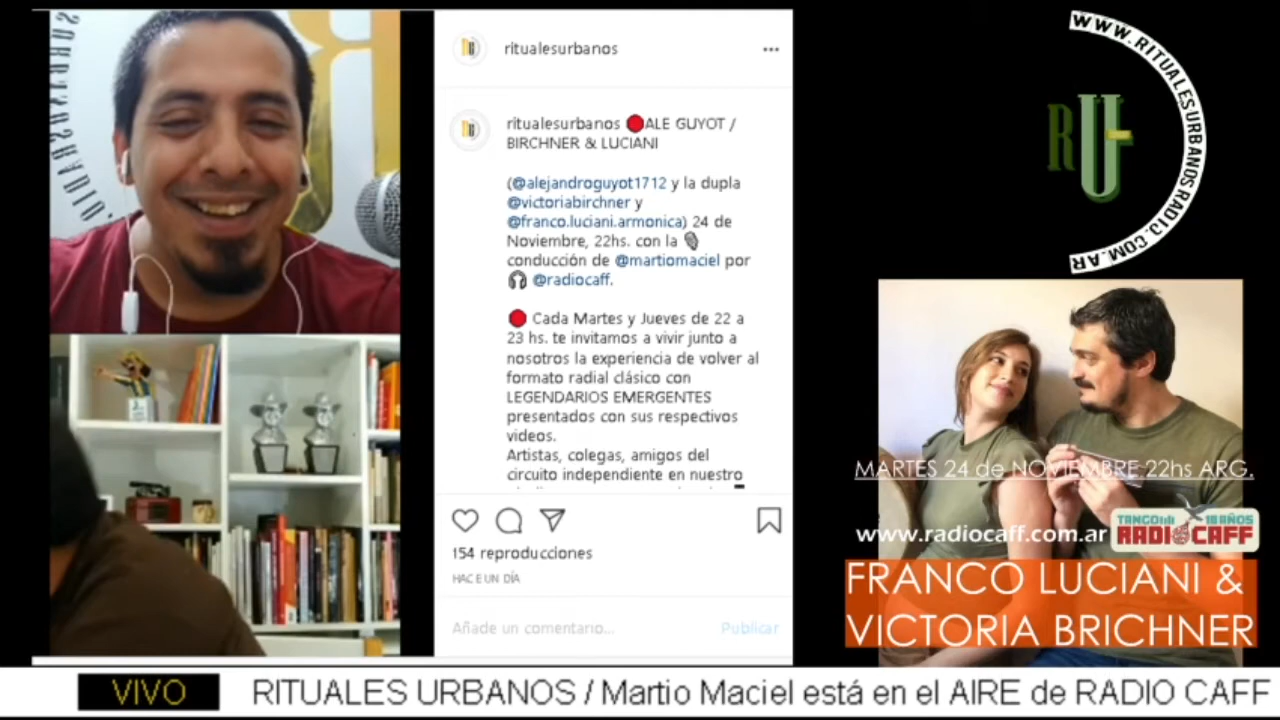 ritualesurbanos
ritualesurbanos 🔴ALE GUYOT /
BIRCHNER & LUCIANI
(@alejandroguyot1712 y la dupla
@victoriabirchner y
@franco.luciani.armonica) 24 de
Noviembre, 22hs. con la 🎙
conducción de @martiomaciel por
🎧 @radiocaff.
🔴 Cada Martes y Jueves de 22 a
23 hs. te invitamos a vivir junto a
nosotros la experiencia de volver al
formato radial clásico con
LEGENDARIOS EMERGENTES
presentados con sus respectivos
videos.
Artistas, colegas, amigos del
circuito independiente en nuestro
154 reproducciones
HACE UN DÍA
Añade un comentario...
Publicar
WWW.RITUALESURBANOSRADIO.COM.AR
RU
MARTES 24 de NOVIEMBRE 22hs ARG.
www.radiocaff.com.ar
18 AÑOS
RADIO CAFF
FRANCO LUCIANI &
VICTORIA BRICHNER
VIVO
RITUALES URBANOS / Martio Maciel está en el AIRE de RADIO CAFF